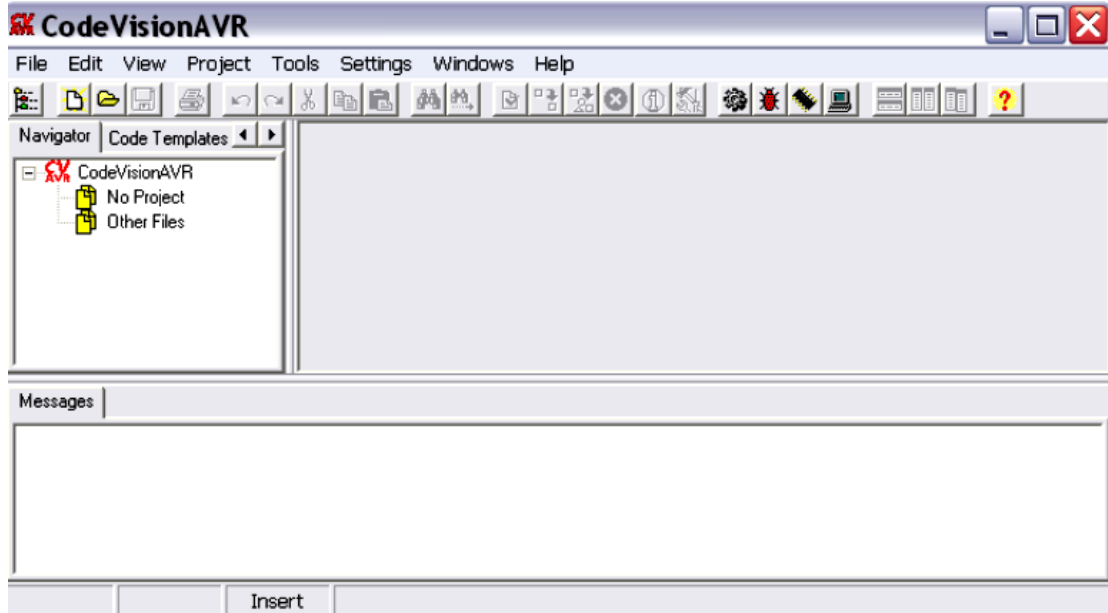 CodeVisionAVR
File Edit View Project Tools Settings Windows Help
Navigator Code Templates
CodeVisionAVR
No Project
Other Files
Messages
Insert